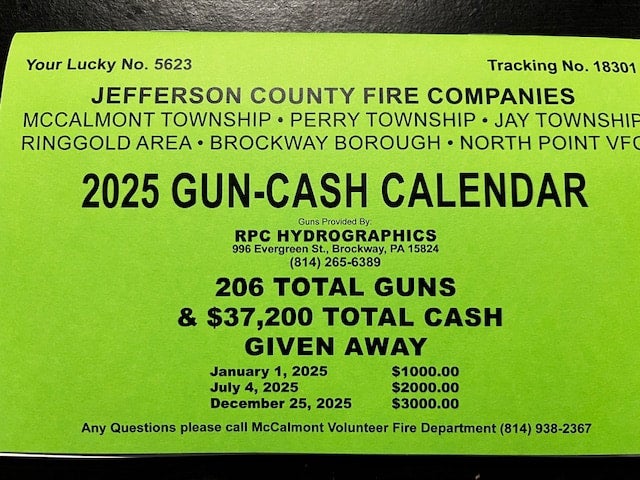 Your Lucky No. 5623
Tracking No. 18301
JEFFERSON COUNTY FIRE COMPANIES
MCCALMONT TOWNSHIP • PERRY TOWNSHIP • JAY TOWNSHIP
RINGGOLD AREA • BROCKWAY BOROUGH • NORTH POINT VFC
2025 GUN-CASH CALENDAR
Guns Provided By:
RPC HYDROGRAPHICS
996 Evergreen St., Brockway, PA 15824
(814) 265-6389
206 TOTAL GUNS
& $37,200 TOTAL CASH
GIVEN AWAY
January 1, 2025 $1000.00
July 4, 2025 $2000.00
December 25, 2025 $3000.00
Any Questions please call McCalmont Volunteer Fire Department (814) 938-2367